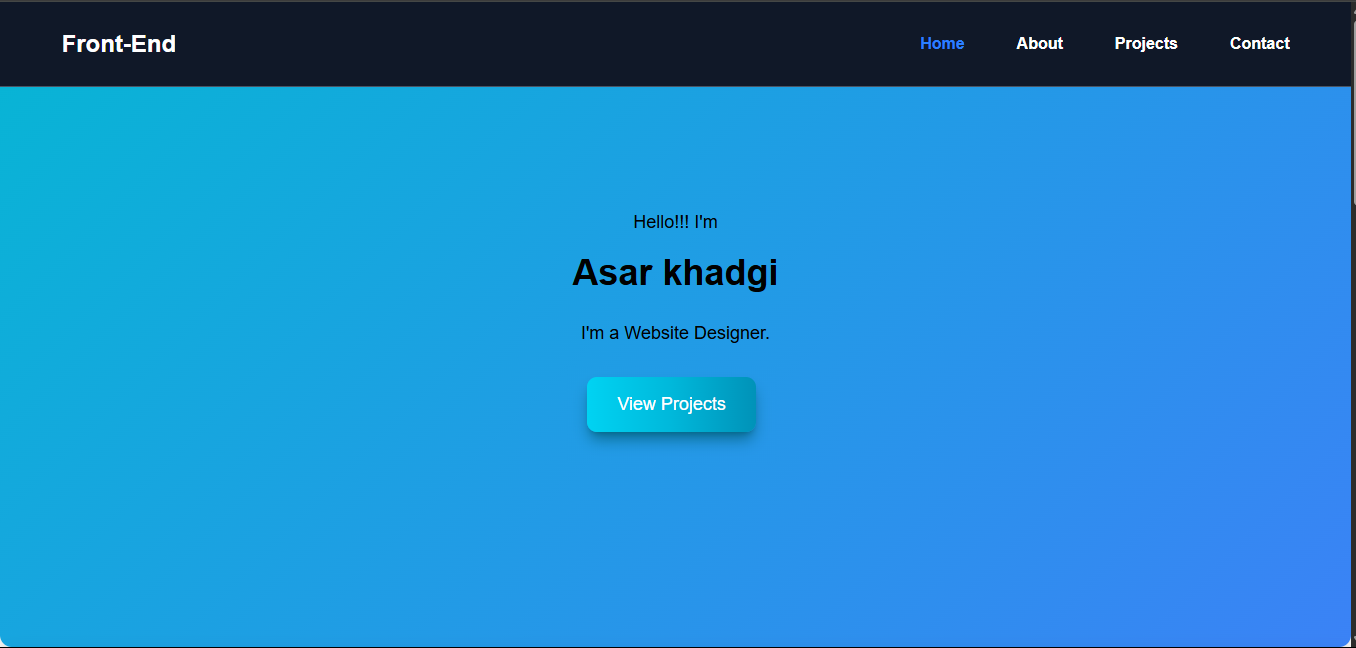 Front-End
Home About Projects Contact
Hello!!! I'm
Asar khadgi
I'm a Website Designer.
View Projects